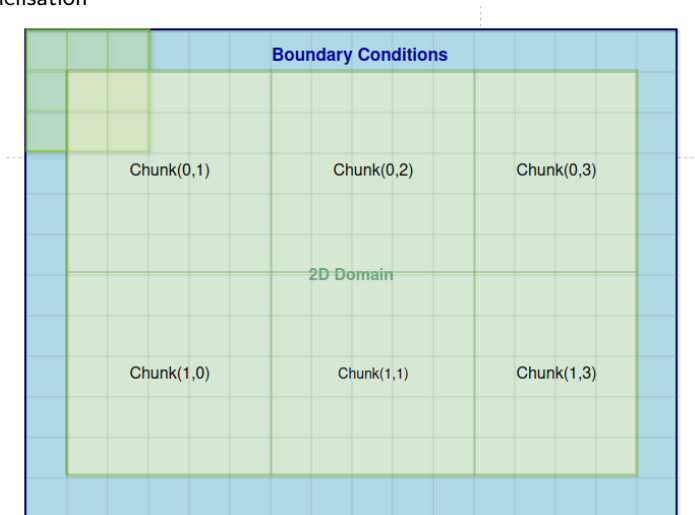 Boundary Conditions
Chunk(0,1) Chunk(0,2) Chunk(0,3)
2D Domain
Chunk(1,0) Chunk(1,1) Chunk(1,3)